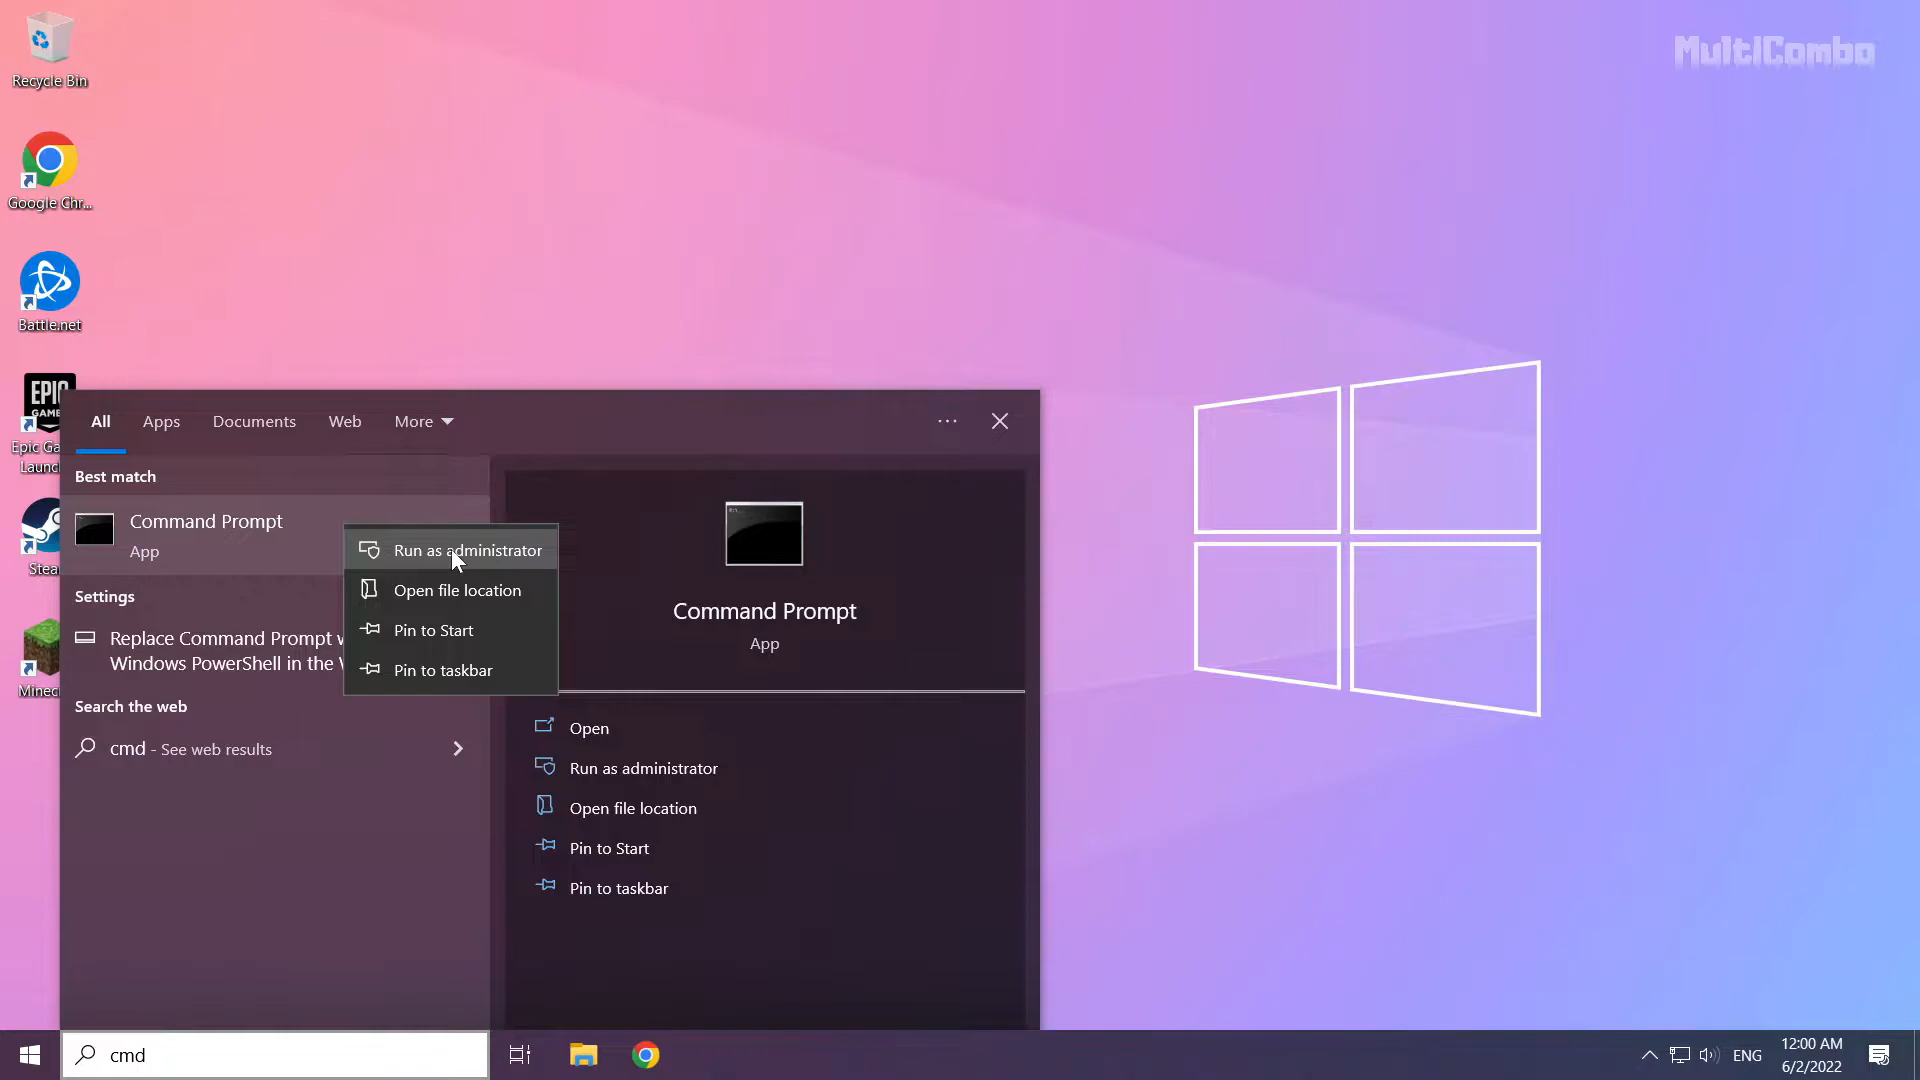 MultiCombo
Recycle Bin
Google Chr...
Battle.net
EPIC
GAM
Epic Ga
Launc
Stea
Minec
All
Apps
Documents
Web
More
Best match
Command Prompt
App
Settings
Replace Command Prompt w
Windows PowerShell in the
Search the web
cmd - See web results
Run as administrator
Open file location
Pin to Start
Pin to taskbar
Command Prompt
App
Open
Run as administrator
Open file location
Pin to Start
Pin to taskbar
cmd
ENG
12:00 AM
6/2/2022